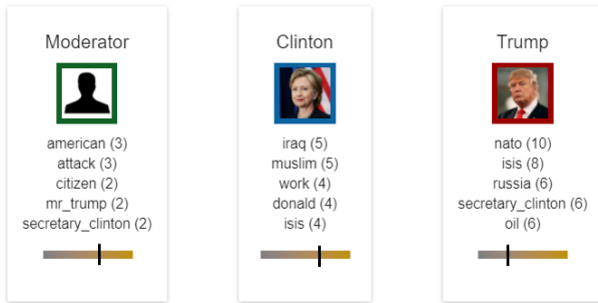 Moderator
american (3)
attack (3)
citizen (2)
mr_trump (2)
secretary_clinton (2)
Clinton
iraq (5)
muslim (5)
work (4)
donald (4)
isis (4)
Trump
nato (10)
isis (8)
russia (6)
secretary_clinton (6)
oil (6)